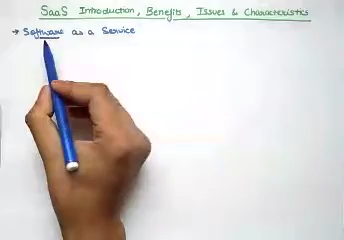 SaaS Introduction, Benefits, Issues & Characteristics
→ Software as a Service